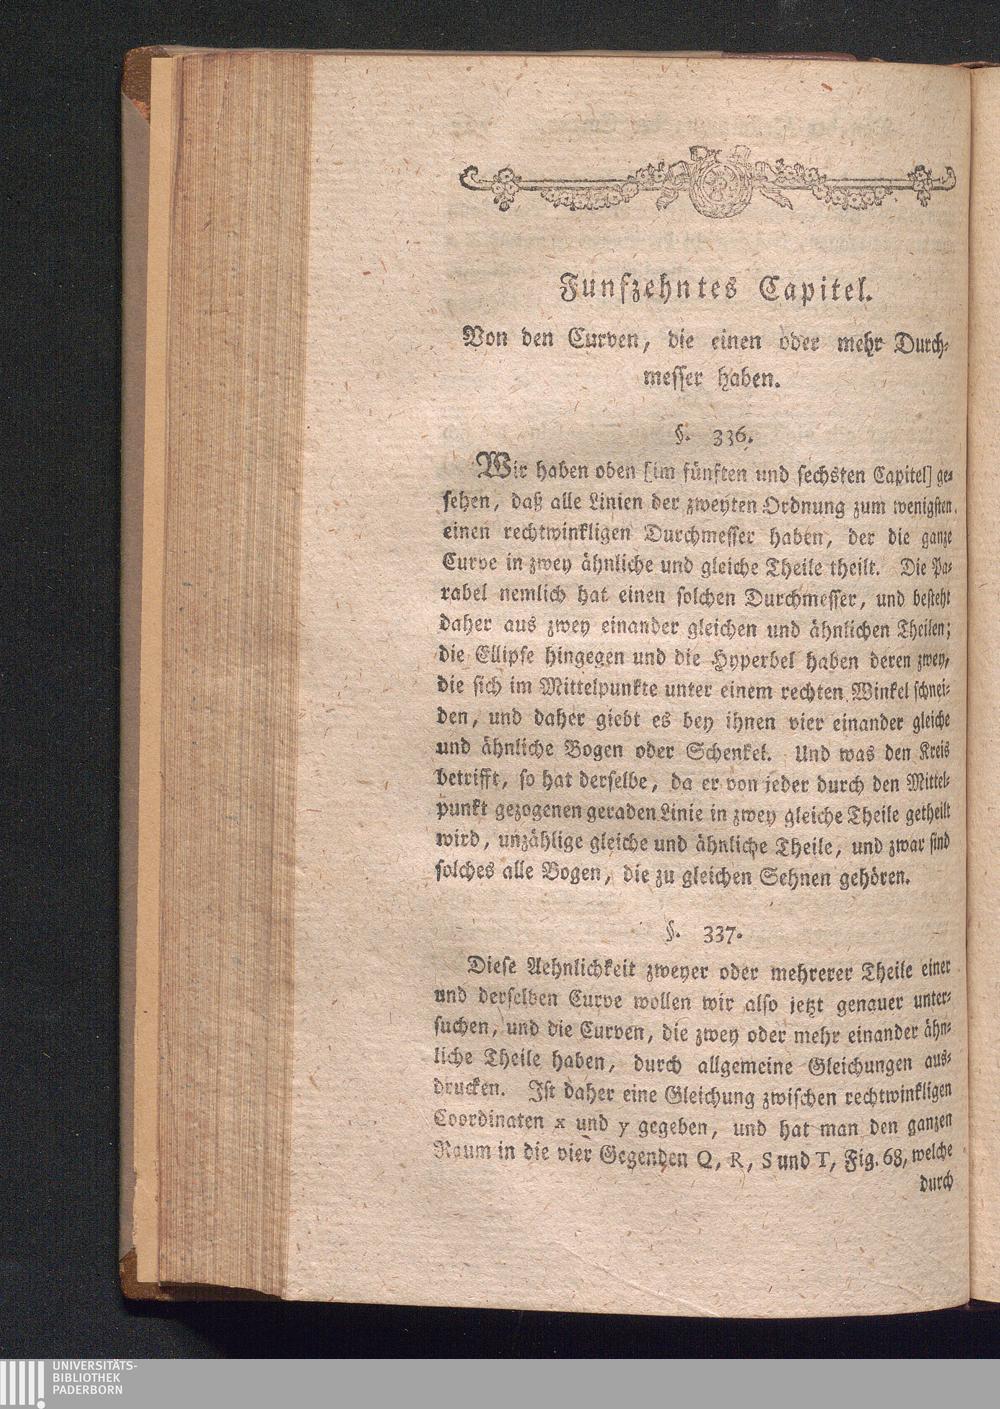 Funfzehntes Capitel.
Von den Curven, die einen oder mehr Durch-
messer haben.
§. 336.
Wir haben oben [im fünften und sechsten Capitel] ge-
sehen, daß alle Linien der zweyten Ordnung zum wenigsten
einen rechtwinkligen Durchmesser haben, der die ganze
Curve in zwey ähnliche und gleiche Theile theilt. Die Pa-
rabel nemlich hat einen solchen Durchmesser, und besteht
daher aus zwey einander gleichen und ähnlichen Theilen;
die Ellipse hingegen und die Hyperbel haben deren zwey,
die sich im Mittelpunkte unter einem rechten Winkel schnei-
den, und daher giebt es bey ihnen vier einander gleiche
und ähnliche Bogen oder Schenkel. Und was den Kreis
betrifft, so hat derselbe, da er von jeder durch den Mittel-
punkt gezogenen geraden Linie in zwey gleiche Theile getheilt
wird, unzählige gleiche und ähnliche Theile, und zwar sind
solches alle Bogen, die zu gleichen Sehnen gehören.
§. 337.
Diese Aehnlichkeit zweyer oder mehrerer Theile einer
und derselben Curve wollen wir also jetzt genauer unter-
suchen, und die Curven, die zwey oder mehr einander ähn-
liche Theile haben, durch allgemeine Gleichungen aus-
drucken. Ist daher eine Gleichung zwischen rechtwinkligen
Coordinaten x und y gegeben, und hat man den ganzen
Raum in die vier Gegenden Q, R, S und T, Fig. 68, welche
durch
UNIVERSITÄTS-
BIBLIOTHEK
PADERBORN